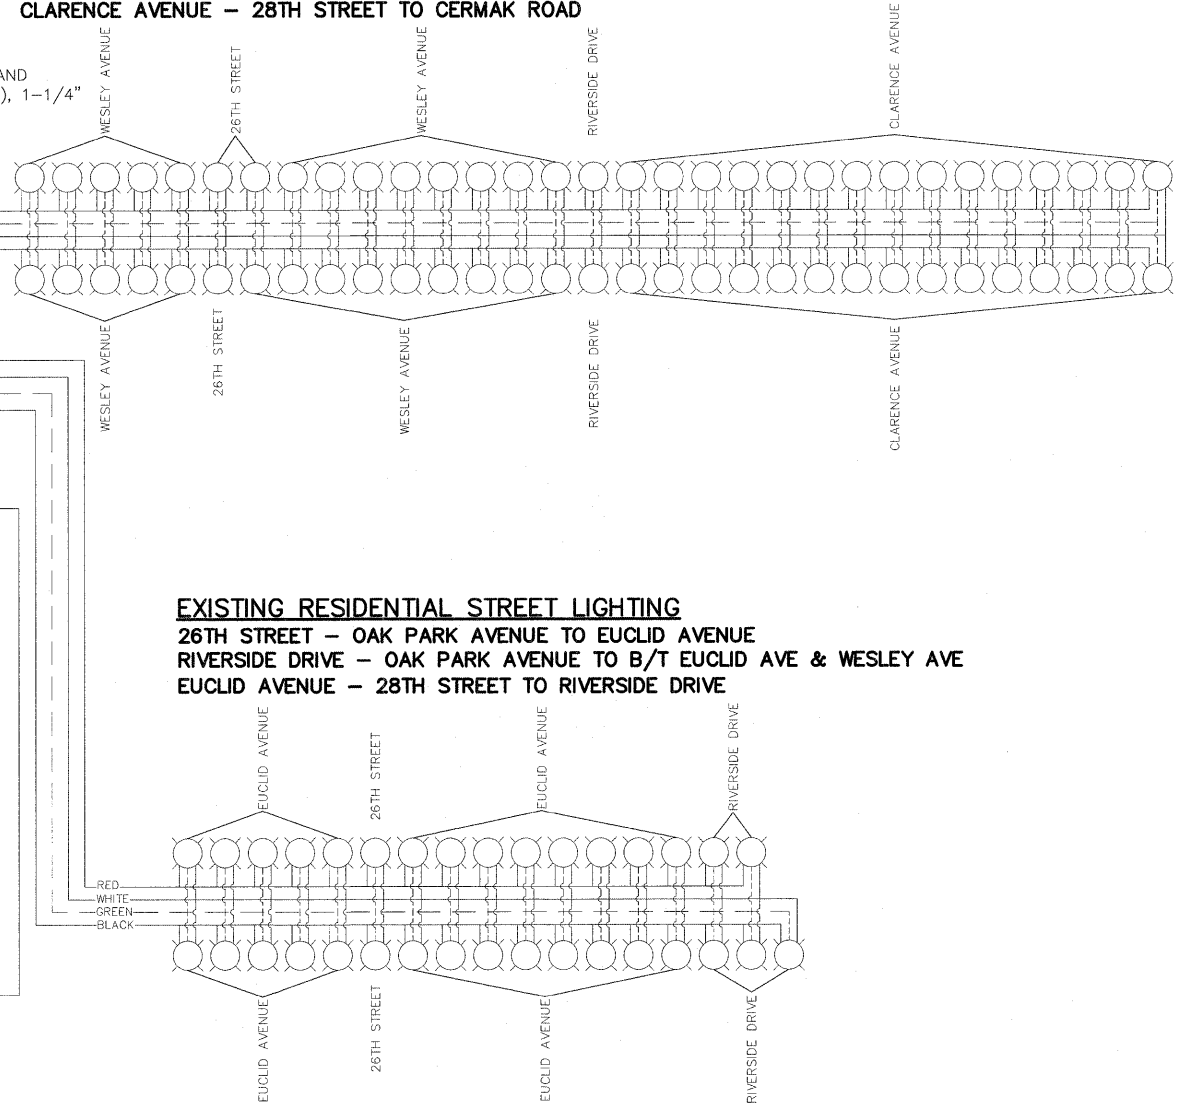 CLARENCE AVENUE – 28TH STREET TO CERMAK ROAD
AND
), 1–1/4"
WESLEY AVENUE
26TH STREET
WESLEY AVENUE
RIVERSIDE DRIVE
CLARENCE AVENUE
WESLEY AVENUE
26TH STREET
WESLEY AVENUE
RIVERSIDE DRIVE
CLARENCE AVENUE
EXISTING RESIDENTIAL STREET LIGHTING
26TH STREET – OAK PARK AVENUE TO EUCLID AVENUE
RIVERSIDE DRIVE – OAK PARK AVENUE TO B/T EUCLID AVE & WESLEY AVE
EUCLID AVENUE – 28TH STREET TO RIVERSIDE DRIVE
EUCLID AVENUE
26TH STREET
EUCLID AVENUE
RIVERSIDE DRIVE
RED
WHITE
GREEN
BLACK
EUCLID AVENUE
26TH STREET
EUCLID AVENUE
RIVERSIDE DRIVE